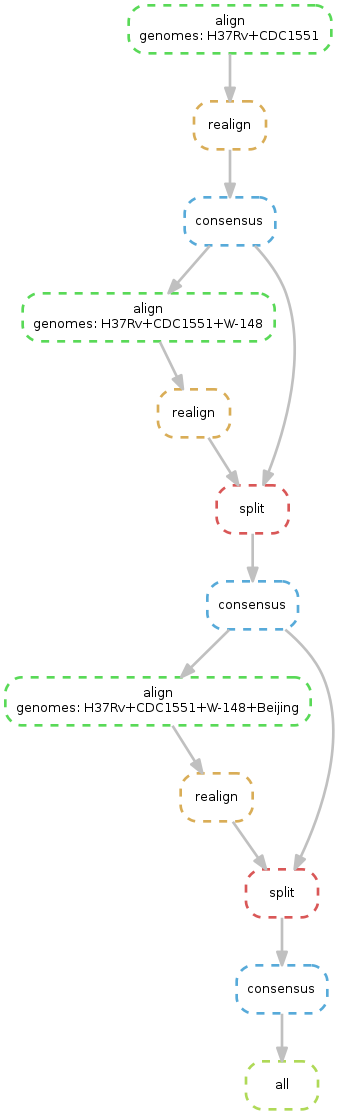 align
genomes: H37Rv+CDC1551
realign
consensus
align
genomes: H37Rv+CDC1551+W-148
realign
split
consensus
align
genomes: H37Rv+CDC1551+W-148+Beijing
realign
split
consensus
all